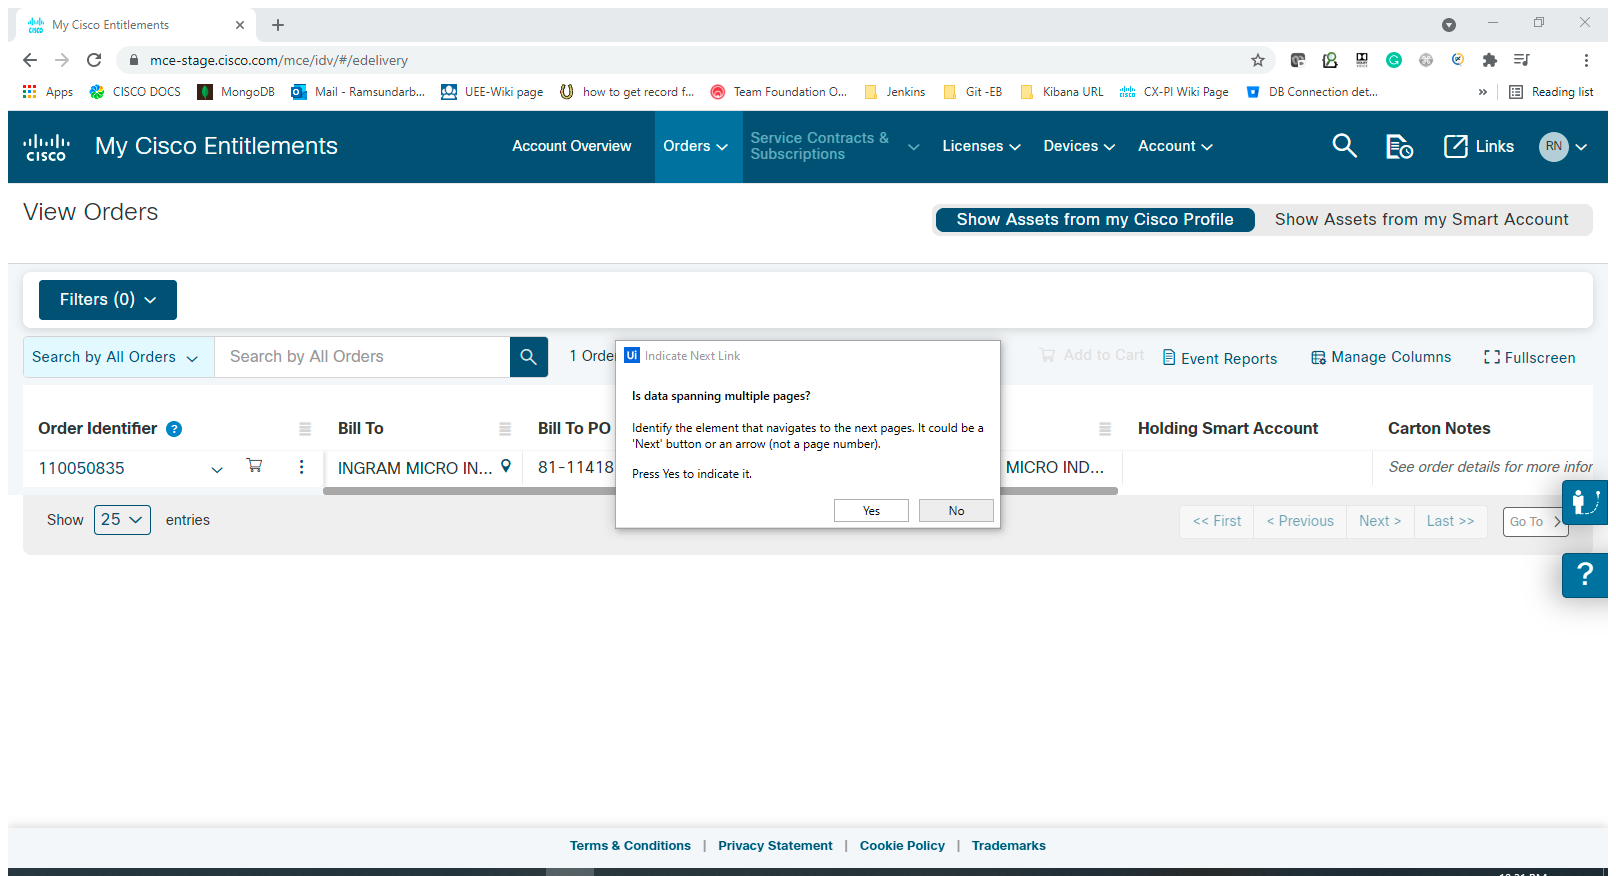 My Cisco Entitlements
mce-stage.cisco.com/mce/idv/#/edelivery
Apps CISCO DOCS MongoDB Mail - Ramsundarb... UEE-Wiki page how to get record f... Team Foundation O... Jenkins Git -EB Kibana URL CX-PI Wiki Page DB Connection det... » Reading list
CISCO My Cisco Entitlements Account Overview Orders Service Contracts & Subscriptions Licenses Devices Account Links RN
View Orders
Show Assets from my Cisco Profile Show Assets from my Smart Account
Filters (0)
Search by All Orders Search by All Orders 1 Order Add to Cart Event Reports Manage Columns Fullscreen
Ui Indicate Next Link
Is data spanning multiple pages?
Identify the element that navigates to the next pages. It could be a
'Next' button or an arrow (not a page number).
Press Yes to indicate it.
Yes No
Order Identifier ? Bill To Bill To PO Holding Smart Account Carton Notes
110050835 INGRAM MICRO IN... 81-11418 MICRO IND... See order details for more infor
Show 25 entries << First < Previous Next > Last >> Go To
?
Terms & Conditions | Privacy Statement | Cookie Policy | Trademarks